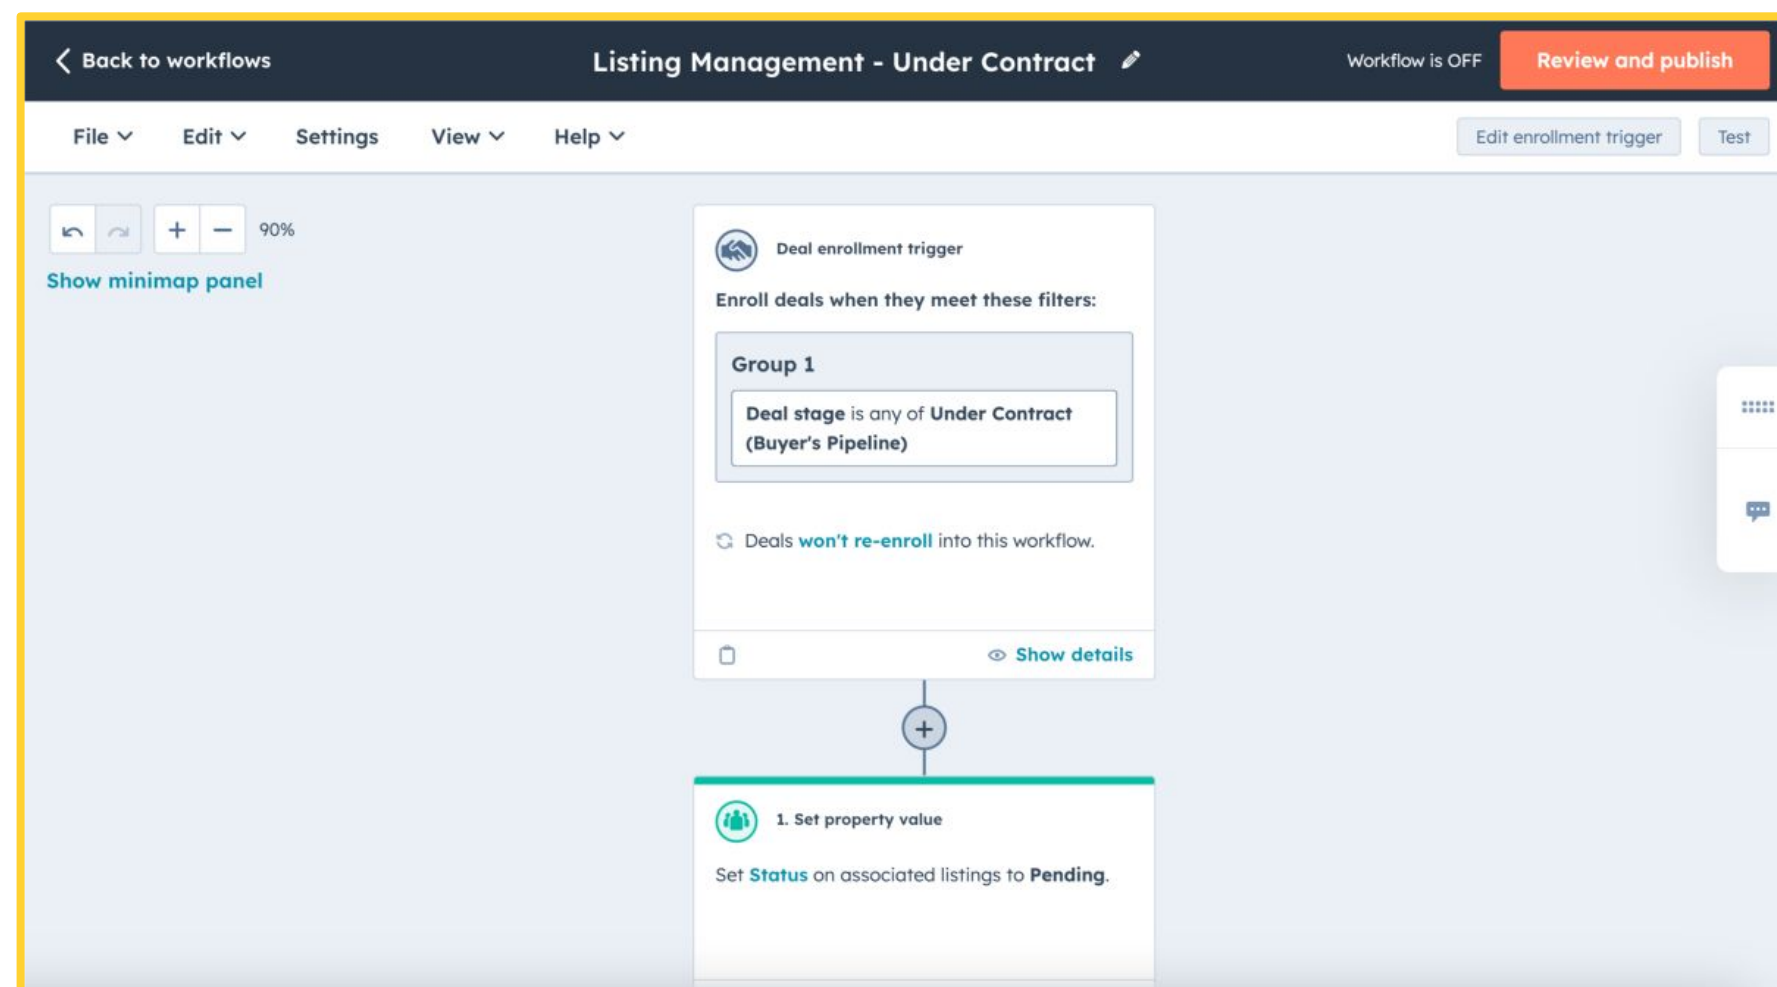 Back to workflows
Listing Management - Under Contract
Workflow is OFF
Review and publish
File
Edit
Settings
View
Help
Edit enrollment trigger
Test
90%
Show minimap panel
Deal enrollment trigger
Enroll deals when they meet these filters:
Group 1
Deal stage is any of Under Contract
(Buyer's Pipeline)
Deals won't re-enroll into this workflow.
Show details
1. Set property value
Set Status on associated listings to Pending.